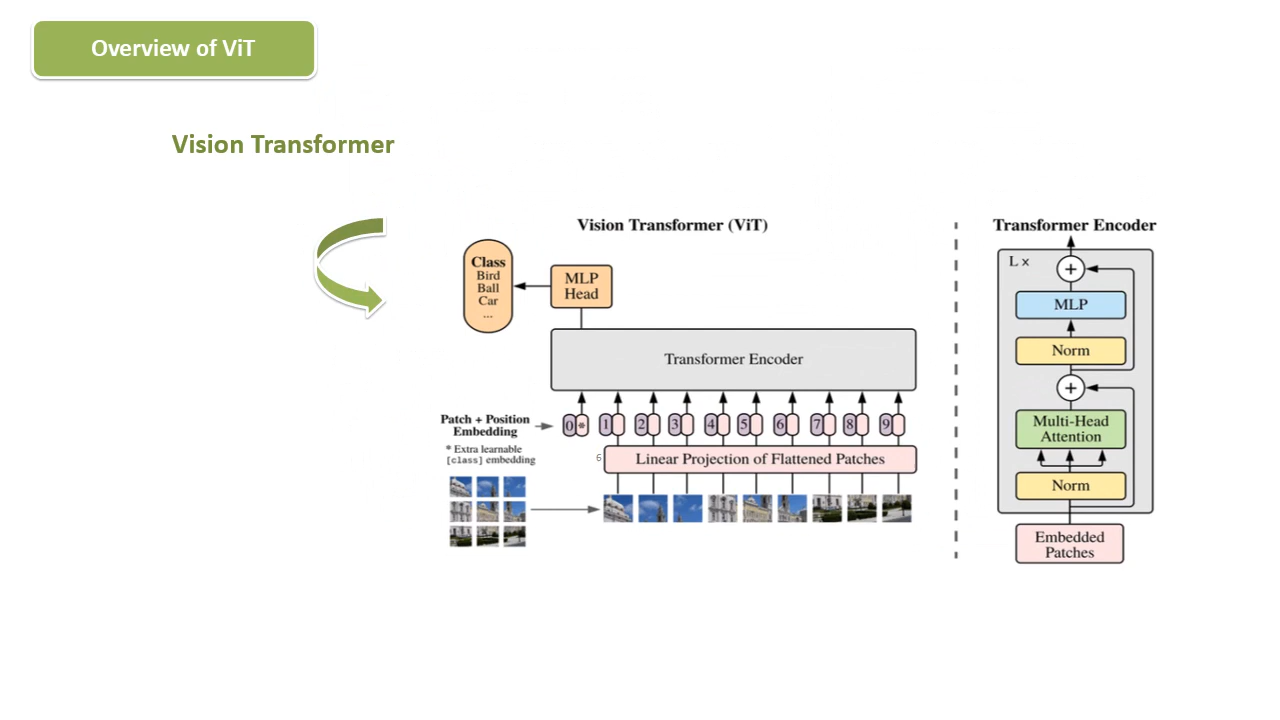 Overview of ViT
Vision Transformer
Vision Transformer (ViT)
Class
Bird
Ball
Car
...
MLP
Head
Transformer Encoder
Patch + Position
Embedding
0 * 1 2 3 4 5 6 7 8 9
* Extra learnable
[class] embedding
6
Linear Projection of Flattened Patches
Transformer Encoder
L x
+
MLP
Norm
+
Multi-Head
Attention
Norm
Embedded
Patches